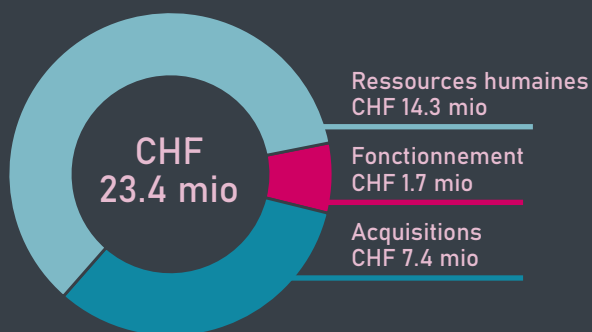 CHF
23.4 mio
Ressources humaines
CHF 14.3 mio
Fonctionnement
CHF 1.7 mio
Acquisitions
CHF 7.4 mio